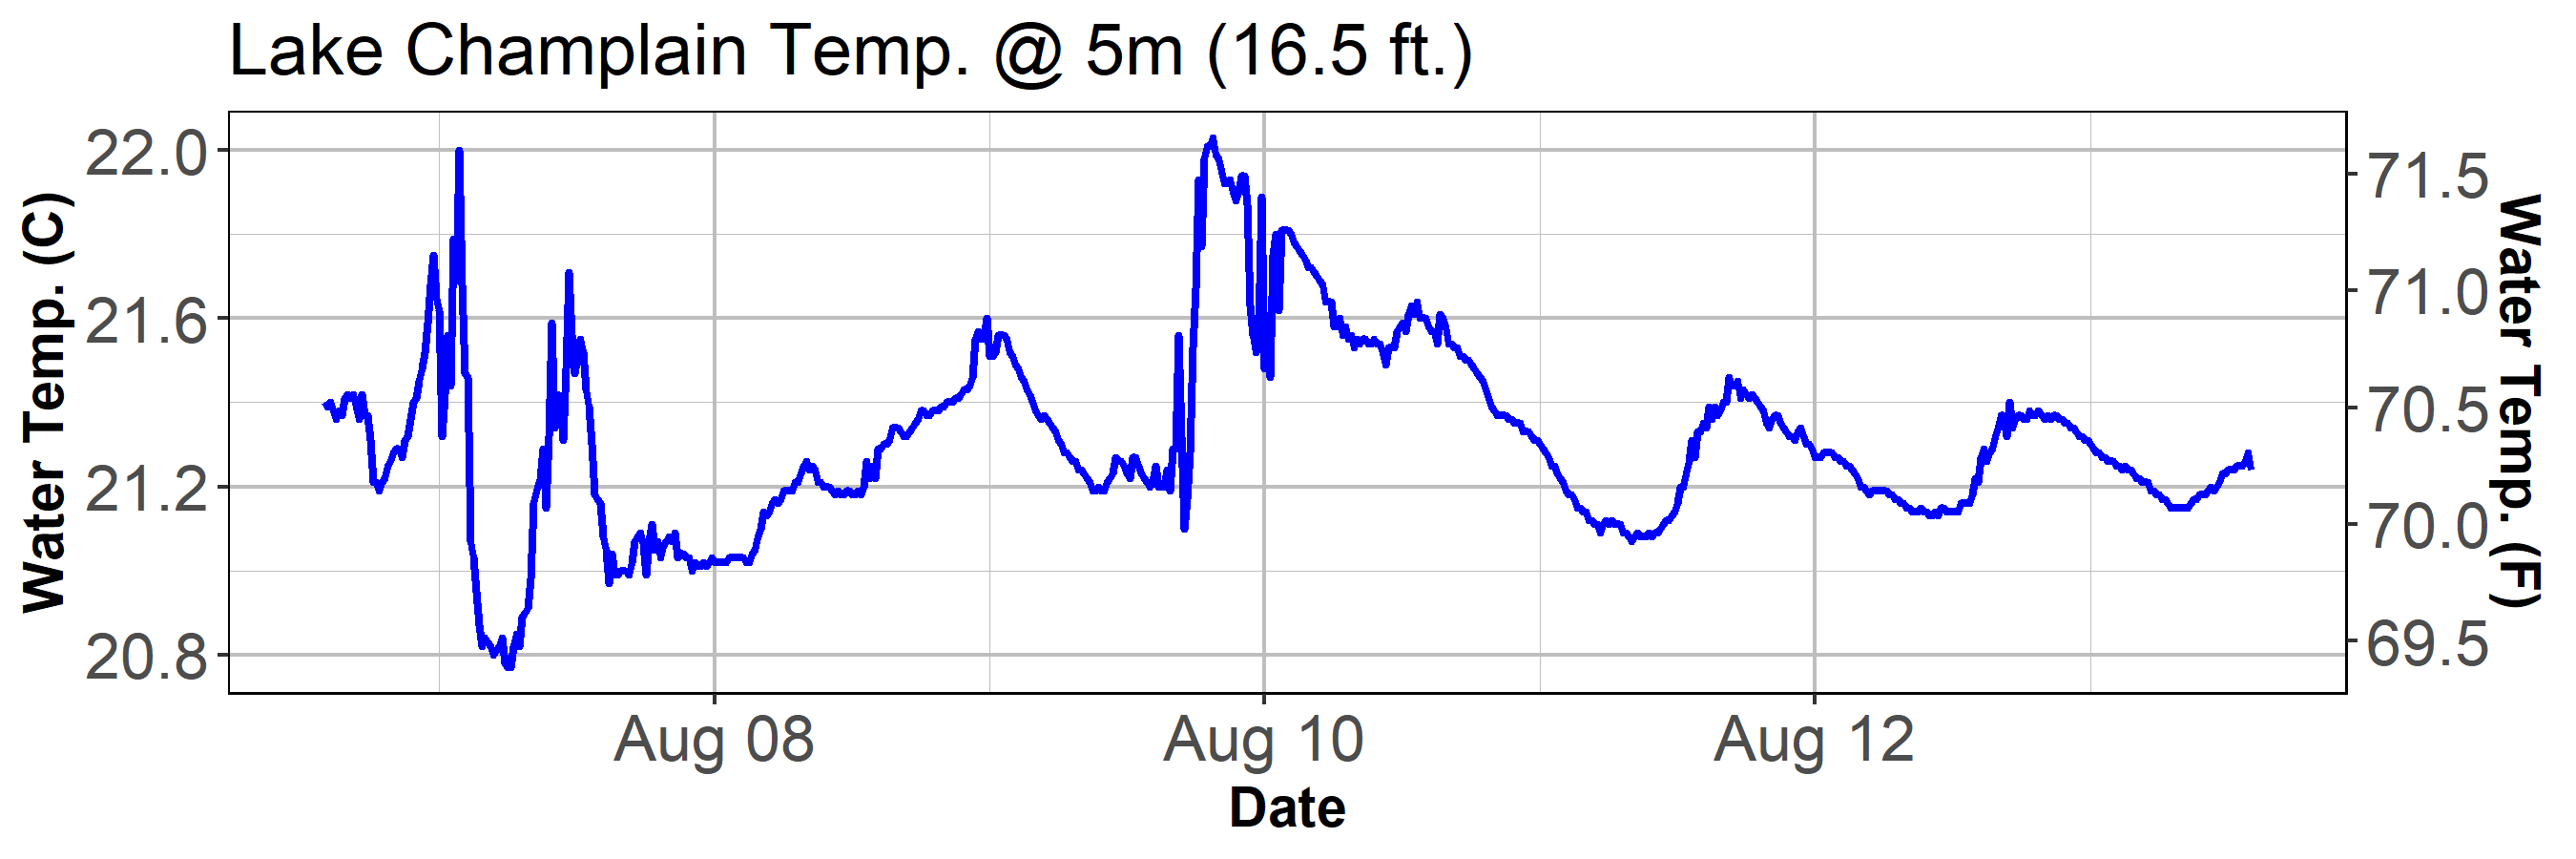 Lake Champlain Temp. @ 5m (16.5 ft.)
Water Temp. (C)
22.0
21.6
21.2
20.8
71.5
71.0
70.5
70.0
69.5
Water Temp. (F)
Aug 08
Aug 10
Aug 12
Date